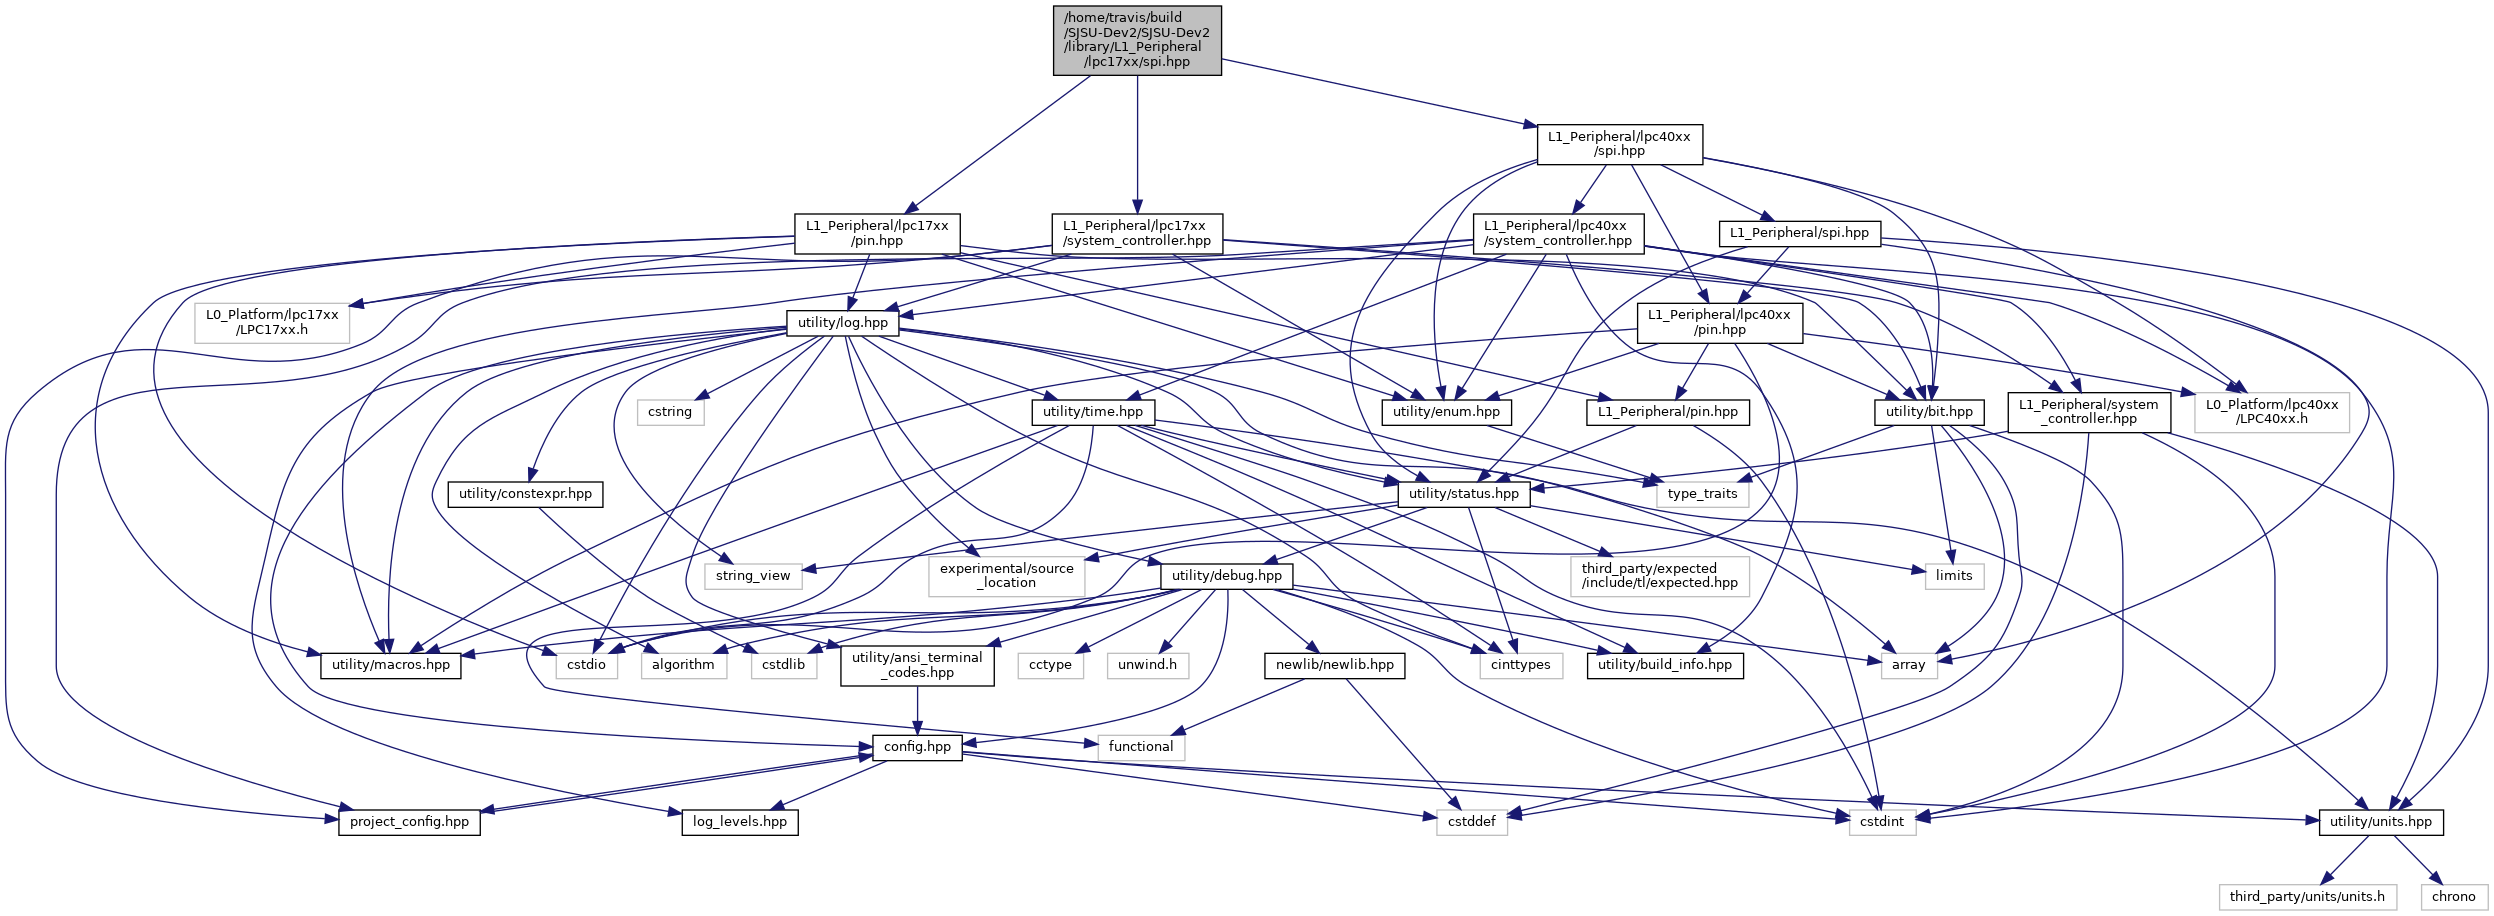 /home/travis/build
/SJSU-Dev2/SJSU-Dev2
/library/L1_Peripheral
/lpc17xx/spi.hpp
L1_Peripheral/lpc40xx
/spi.hpp
L1_Peripheral/lpc17xx
/pin.hpp
L1_Peripheral/lpc17xx
/system_controller.hpp
L1_Peripheral/lpc40xx
/system_controller.hpp
L1_Peripheral/spi.hpp
L0_Platform/lpc17xx
/LPC17xx.h
utility/log.hpp
L1_Peripheral/lpc40xx
/pin.hpp
cstring
utility/time.hpp
utility/enum.hpp
L1_Peripheral/pin.hpp
utility/bit.hpp
L1_Peripheral/system
_controller.hpp
L0_Platform/lpc40xx
/LPC40xx.h
utility/constexpr.hpp
utility/status.hpp
type_traits
string_view
experimental/source
_location
utility/debug.hpp
third_party/expected
/include/tl/expected.hpp
limits
utility/macros.hpp
cstdio
algorithm
cstdlib
utility/ansi_terminal
_codes.hpp
cctype
unwind.h
newlib/newlib.hpp
cinttypes
utility/build_info.hpp
array
config.hpp
functional
project_config.hpp
log_levels.hpp
cstddef
cstdint
utility/units.hpp
third_party/units/units.h
chrono